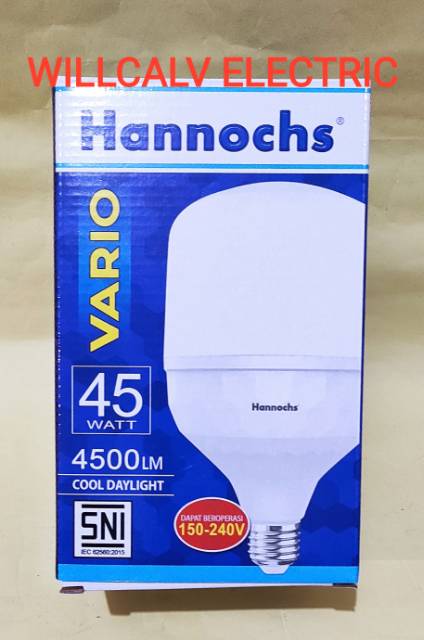 WILLCALV ELECTRIC
Hannochs®
VARIO
45
WATT
4500LM
COOL DAYLIGHT
SNI
IEC 62560:2015
DAPAT BEROPERASI
150-240V
Hannochs